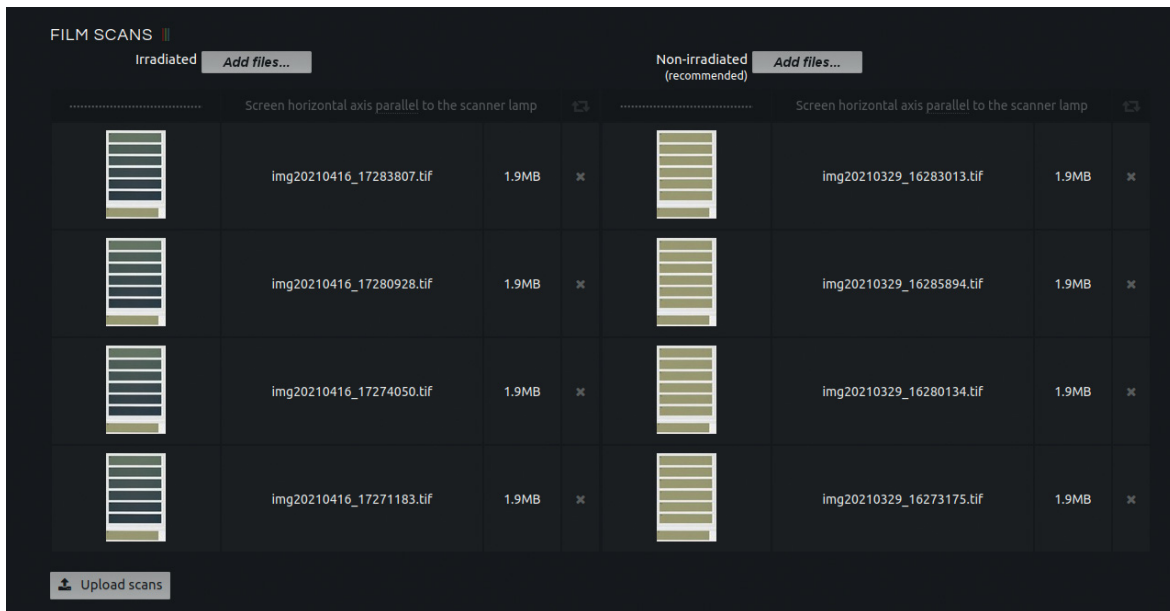 FILM SCANS
Irradiated Add files... Non-irradiated Add files...
(recommended)
Screen horizontal axis parallel to the scanner lamp Screen horizontal axis parallel to the scanner lamp
img20210416_17283807.tif 1.9MB img20210329_16283013.tif 1.9MB
img20210416_17280928.tif 1.9MB img20210329_16285894.tif 1.9MB
img20210416_17274050.tif 1.9MB img20210329_16280134.tif 1.9MB
img20210416_17271183.tif 1.9MB img20210329_16273175.tif 1.9MB
Upload scans